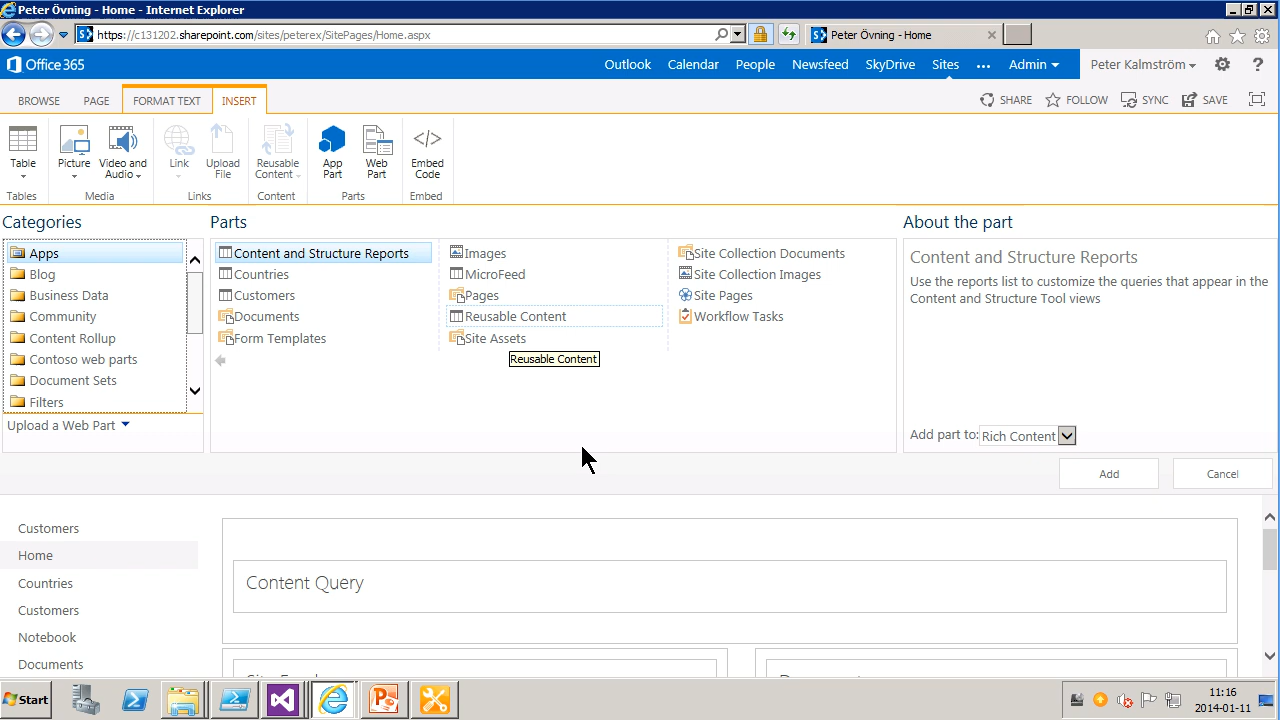 Peter Övning - Home - Internet Explorer
https://c131202.sharepoint.com/sites/peterex/SitePages/Home.aspx
Peter Övning - Home
Office 365
Outlook Calendar People Newsfeed SkyDrive Sites ... Admin
Peter Kalmström
BROWSE PAGE FORMAT TEXT INSERT
SHARE FOLLOW SYNC SAVE
Table
Picture
Video and Audio
Link
Upload File
Reusable Content
App Part
Web Part
Embed Code
Tables Media Links Content Parts Embed
Categories
Apps
Blog
Business Data
Community
Content Rollup
Contoso web parts
Document Sets
Filters
Upload a Web Part
Parts
Content and Structure Reports
Countries
Customers
Documents
Form Templates
Images
MicroFeed
Pages
Reusable Content
Site Assets
Reusable Content
Site Collection Documents
Site Collection Images
Site Pages
Workflow Tasks
About the part
Content and Structure Reports
Use the reports list to customize the queries that appear in the
Content and Structure Tool views
Add part to: Rich Content
Add Cancel
Customers
Home
Countries
Customers
Notebook
Documents
Content Query
Start
11:16
2014-01-11